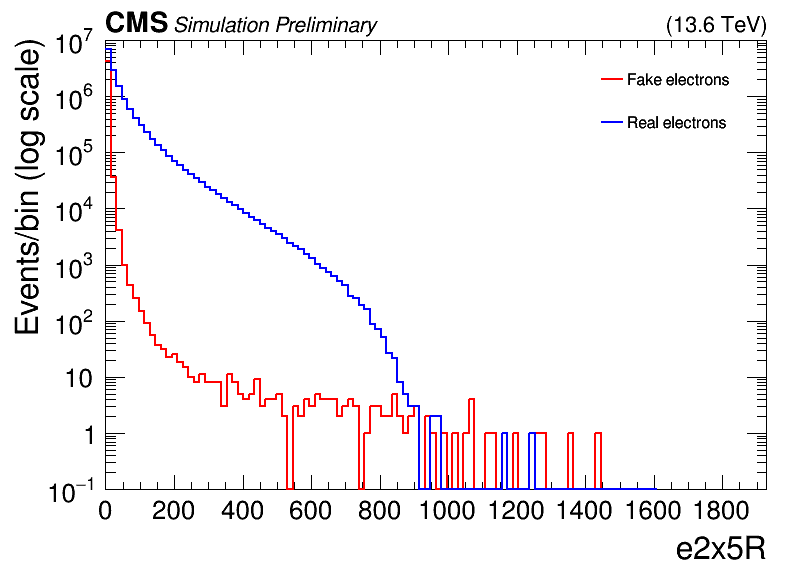 CMS Simulation Preliminary (13.6 TeV)
Events/bin (log scale)
10⁷
10⁶
10⁵
10⁴
10³
10²
10
1
10⁻¹
Fake electrons
Real electrons
0 200 400 600 800 1000 1200 1400 1600 1800
e2x5R